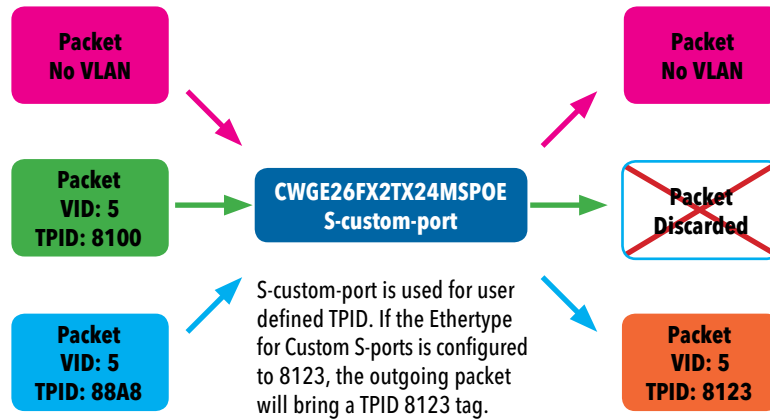 Packet
No VLAN
Packet
VID: 5
TPID: 8100
Packet
VID: 5
TPID: 88A8
CWGE26FX2TX24MSPOE
S-custom-port
S-custom-port is used for user
defined TPID. If the Ethertype
for Custom S-ports is configured
to 8123, the outgoing packet
will bring a TPID 8123 tag.
Packet
No VLAN
Packet
Discarded
Packet
VID: 5
TPID: 8123